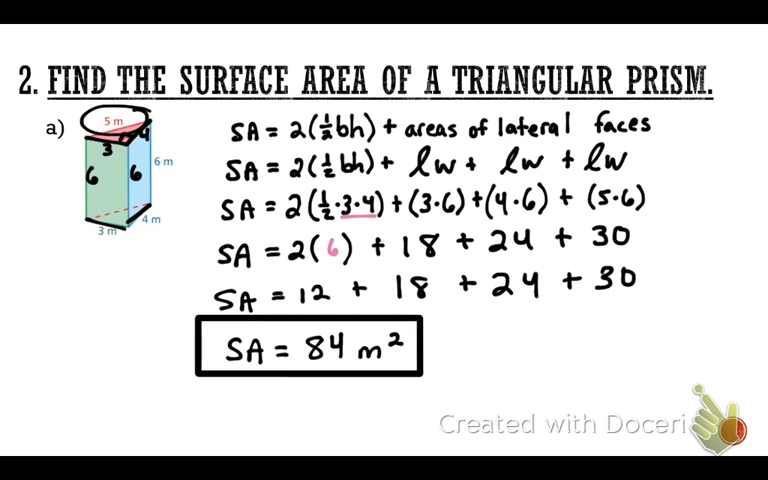 2. FIND THE SURFACE AREA OF A TRIANGULAR PRISM.
a)
5 m
4
3
6
6
6 m
4 m
3 m
SA = 2(½bh) + areas of lateral faces
SA = 2(½bh) + lw + lw + lw
SA = 2(½·3·4) + (3·6) + (4·6) + (5·6)
SA = 2(6) + 18 + 24 + 30
SA = 12 + 18 + 24 + 30
SA = 84 m²
Created with Doceri